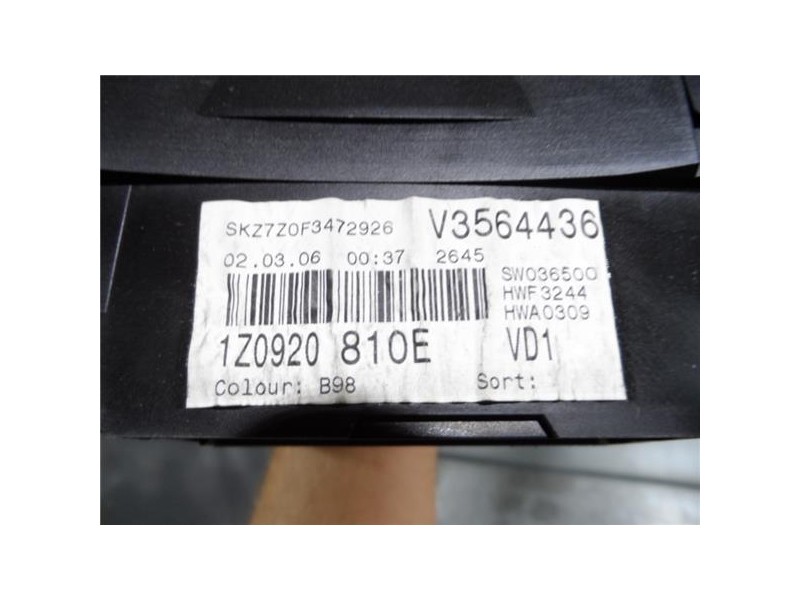 SKZ7Z0F3472926 V3564436
02.03.06 00:37 2645
SW036500
HWF3244
HWA0309
1Z0920 810E VD1
Colour: B98 Sort: